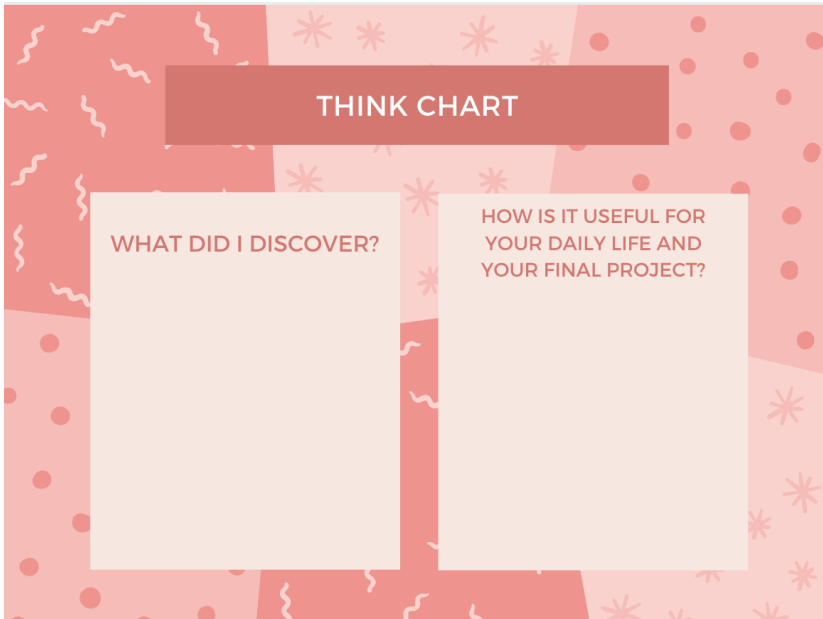 THINK CHART
WHAT DID I DISCOVER?
HOW IS IT USEFUL FOR
YOUR DAILY LIFE AND
YOUR FINAL PROJECT?